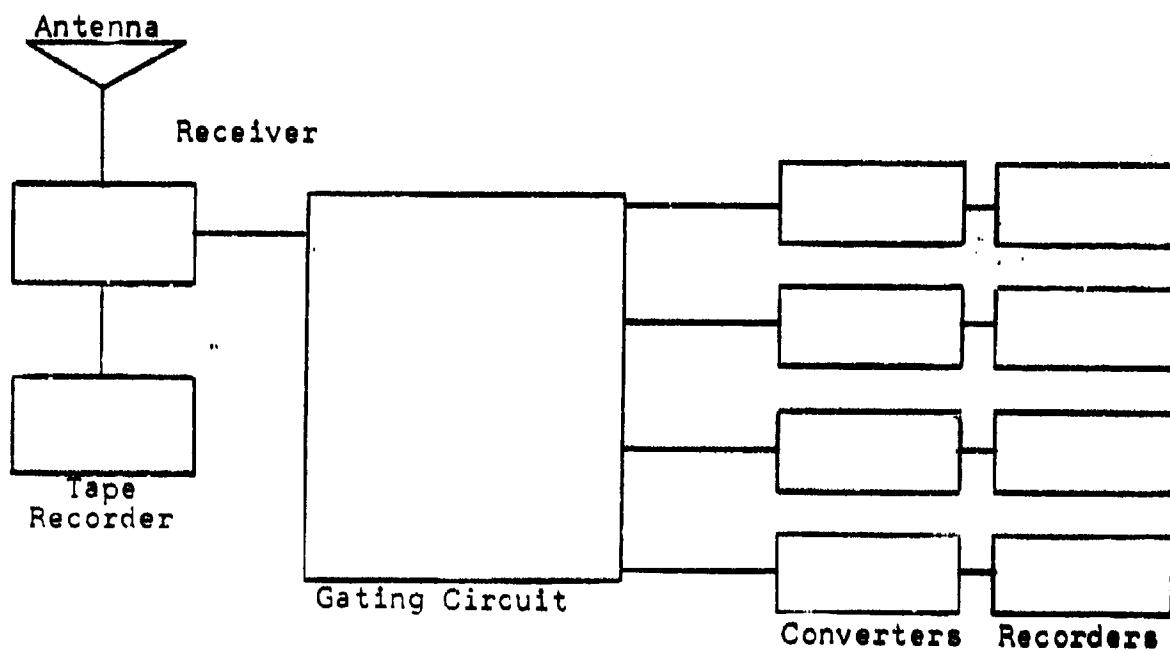 Antenna
Receiver
Tape
Recorder
Gating Circuit
Converters
Recorders